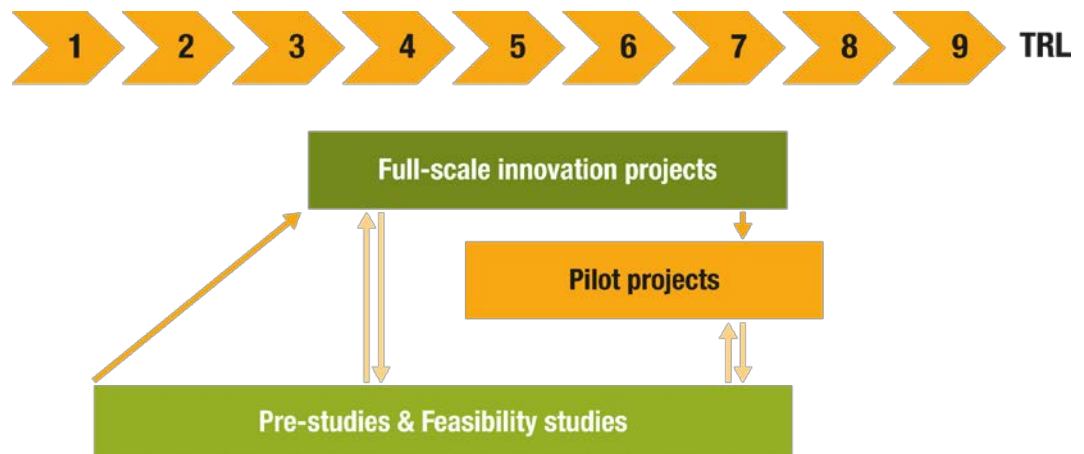 1 2 3 4 5 6 7 8 9 TRL
Full-scale innovation projects
Pilot projects
Pre-studies & Feasibility studies